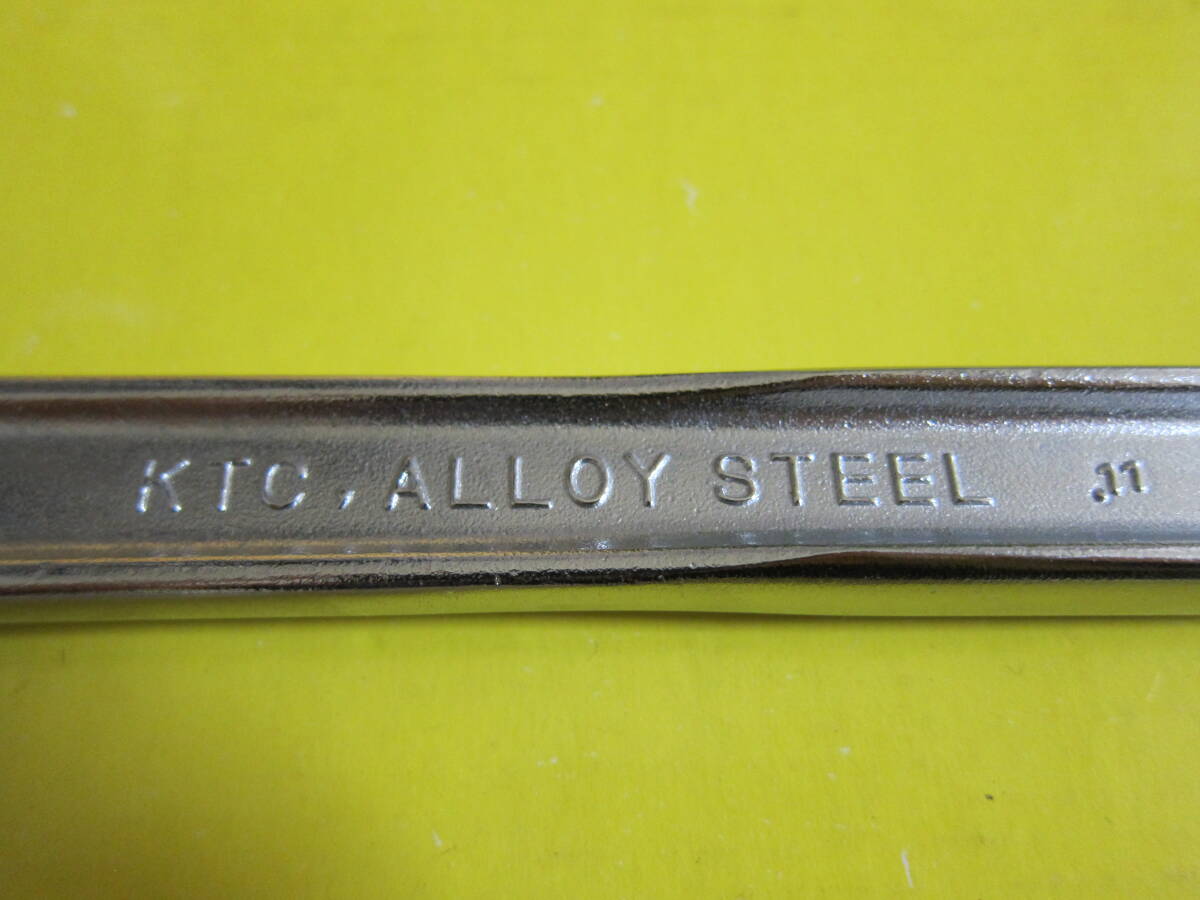 KTC, ALLOY STEEL .11